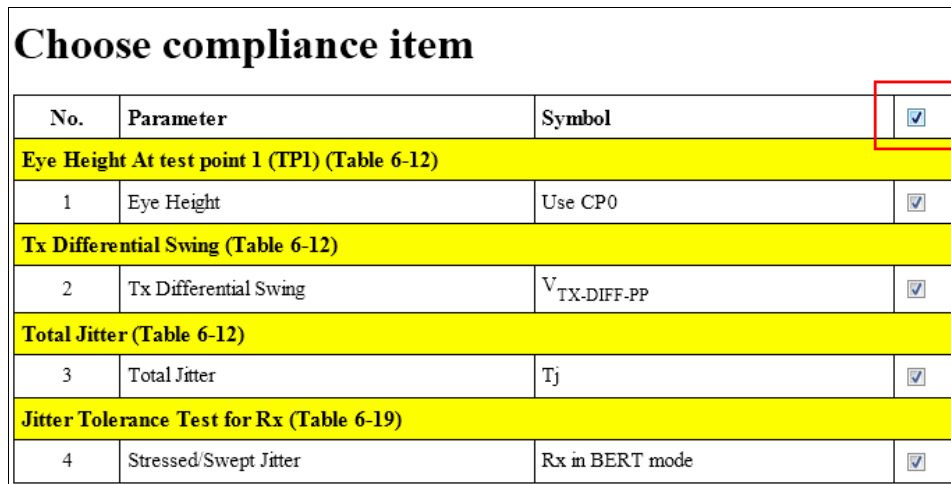 Choose compliance item
No. Parameter Symbol
Eye Height At test point 1 (TP1) (Table 6-12)
1 Eye Height Use CP0
Tx Differential Swing (Table 6-12)
2 Tx Differential Swing VTX-DIFF-PP
Total Jitter (Table 6-12)
3 Total Jitter Tj
Jitter Tolerance Test for Rx (Table 6-19)
4 Stressed/Swept Jitter Rx in BERT mode